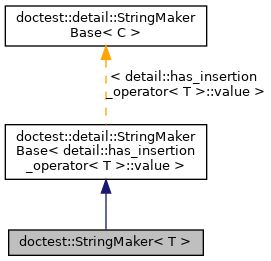 doctest::detail::StringMaker
Base< C >
< detail::has_insertion
_operator< T >::value >
doctest::detail::StringMaker
Base< detail::has_insertion
_operator< T >::value >
doctest::StringMaker< T >